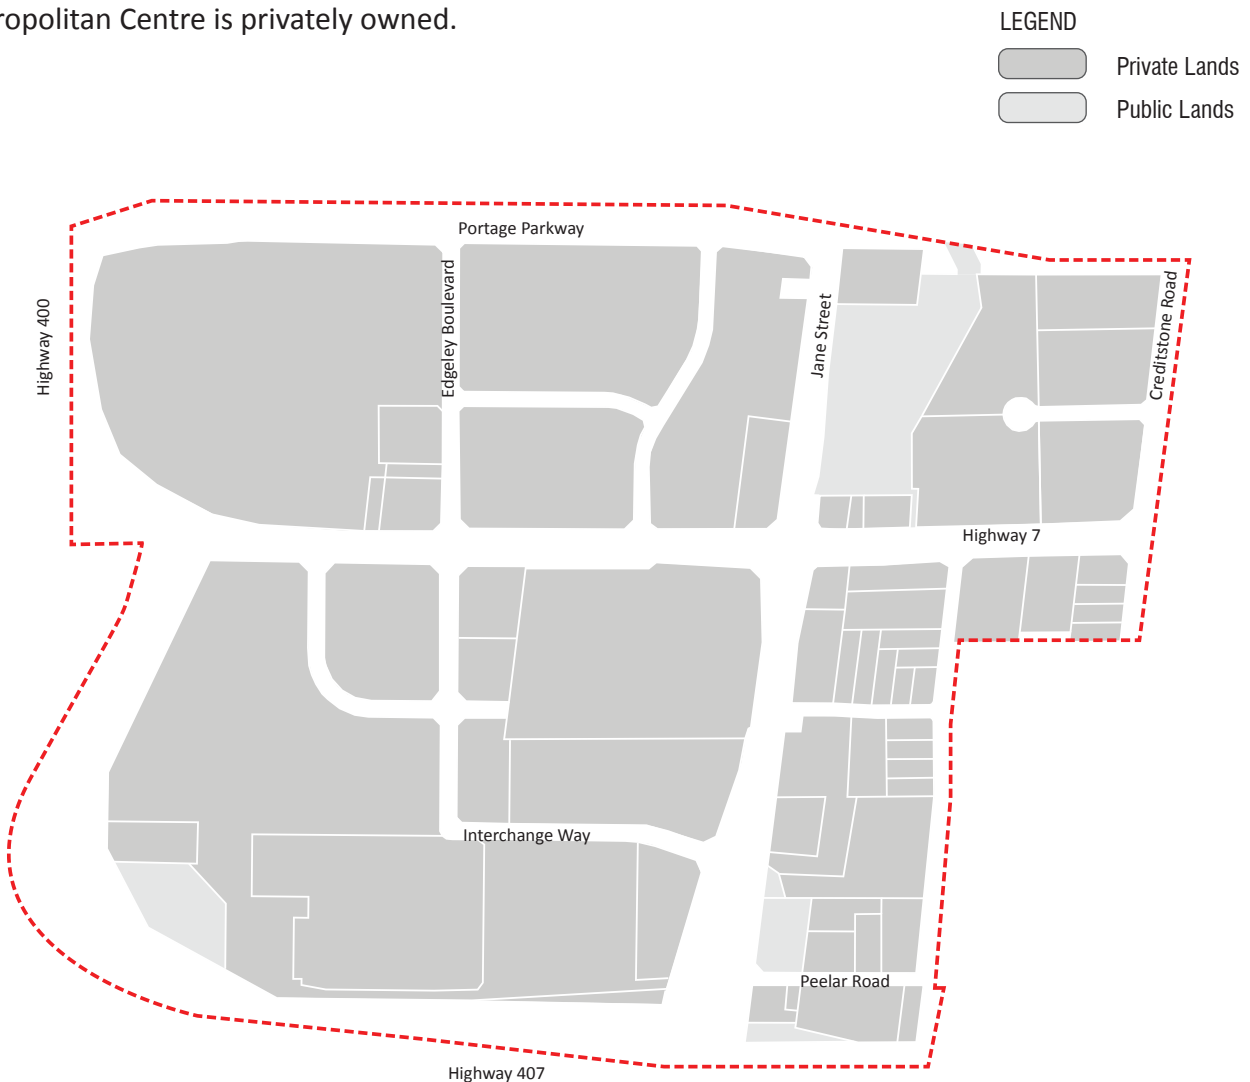 ropolitan Centre is privately owned.
LEGEND
Private Lands
Public Lands
Portage Parkway
Highway 400
Edgeley Boulevard
Jane Street
Creditstone Road
Highway 7
Interchange Way
Peelar Road
Highway 407